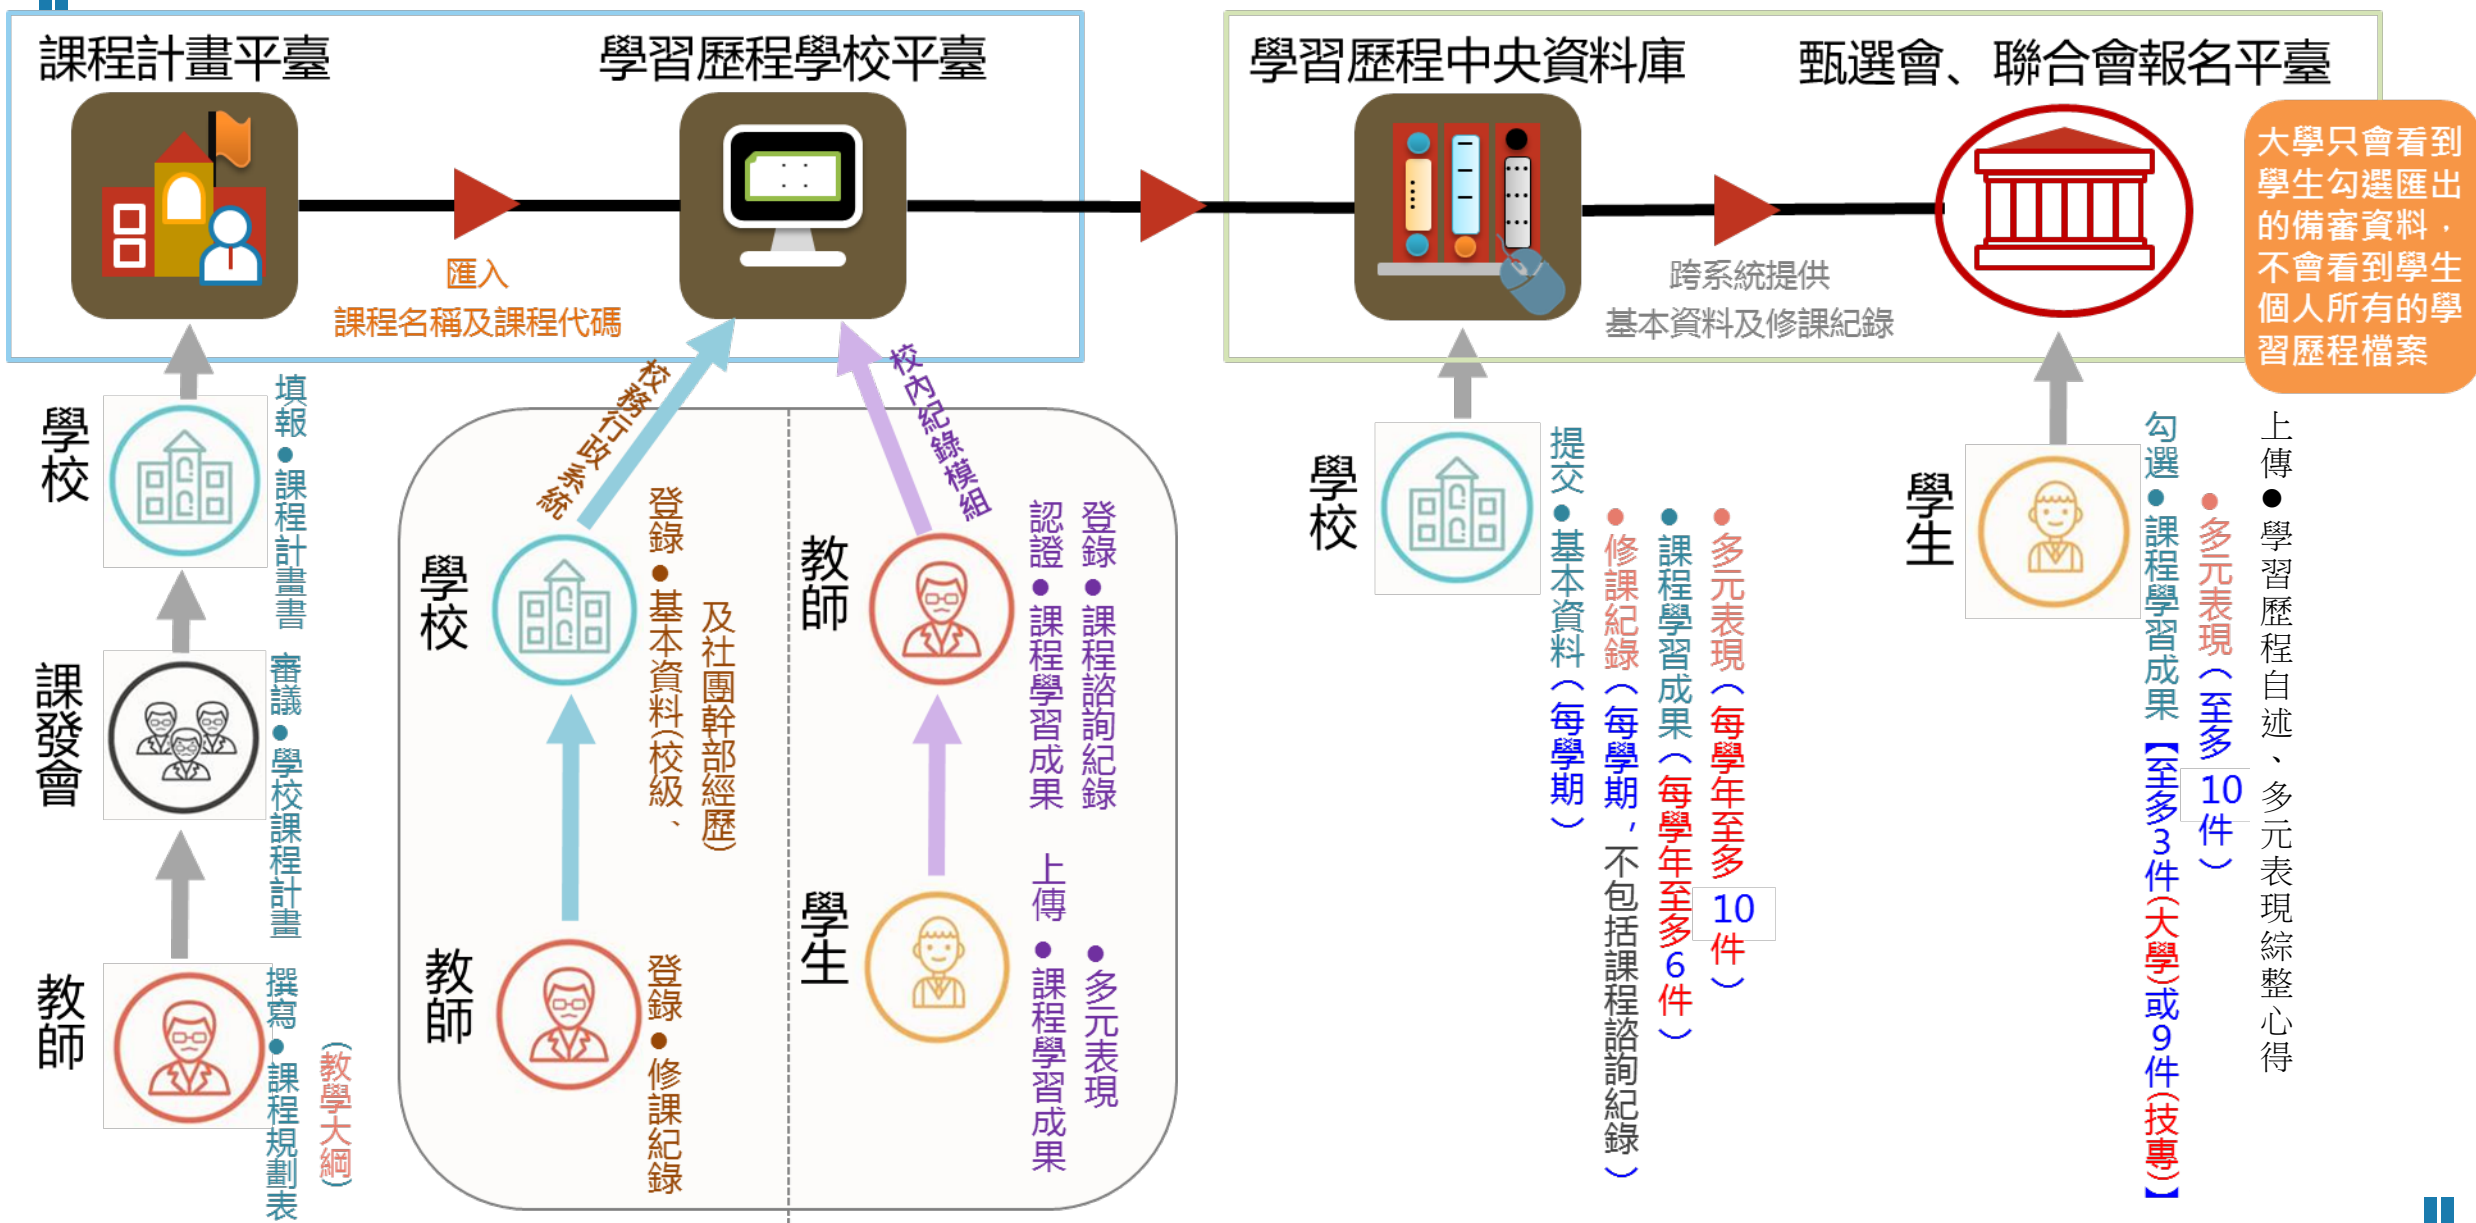 課程計畫平臺
學習歷程學校平臺
學習歷程中央資料庫
甄選會、聯合會報名平臺
大學只會看到
學生勾選匯出
的備審資料，
不會看到學生
個人所有的學
習歷程檔案
匯入
課程名稱及課程代碼
跨系統提供
基本資料及修課紀錄
學校
填報●課程計畫書
課發會
審議●學校課程計畫
教師
撰寫●課程規劃表
(教學大綱)
校務行政系統
校內紀錄模組
學校
登錄●基本資料(校級、
及社團幹部經歷)
教師
登錄●修課紀錄
教師
登錄●課程諮詢紀錄
認證●課程學習成果
學生
上傳●課程學習成果
●多元表現
學校
提交●基本資料(每學期)
●修課紀錄(每學期，不包括課程諮詢紀錄)
●課程學習成果(每學年至多6件)
●多元表現(每學年至多10件)
學生
勾選●課程學習成果【至多3件(大學)或9件(技專)】
●多元表現(至多10件)
上傳●學習歷程自述、多元表現綜整心得